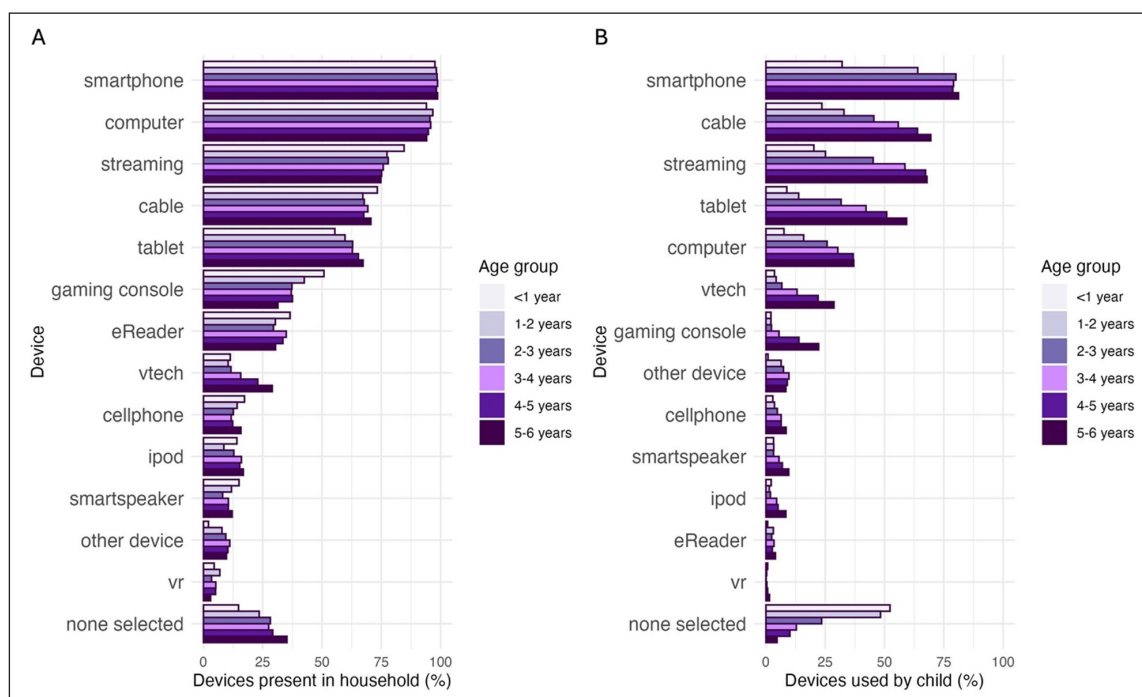 A
Device
smartphone
computer
streaming
cable
tablet
gaming console
eReader
vtech
cellphone
ipod
smartspeaker
other device
vr
none selected
0 25 50 75 100
Devices present in household (%)
Age group
<1 year
1-2 years
2-3 years
3-4 years
4-5 years
5-6 years
B
Device
smartphone
cable
streaming
tablet
computer
vtech
gaming console
other device
cellphone
smartspeaker
ipod
eReader
vr
none selected
0 25 50 75 100
Devices used by child (%)
Age group
<1 year
1-2 years
2-3 years
3-4 years
4-5 years
5-6 years